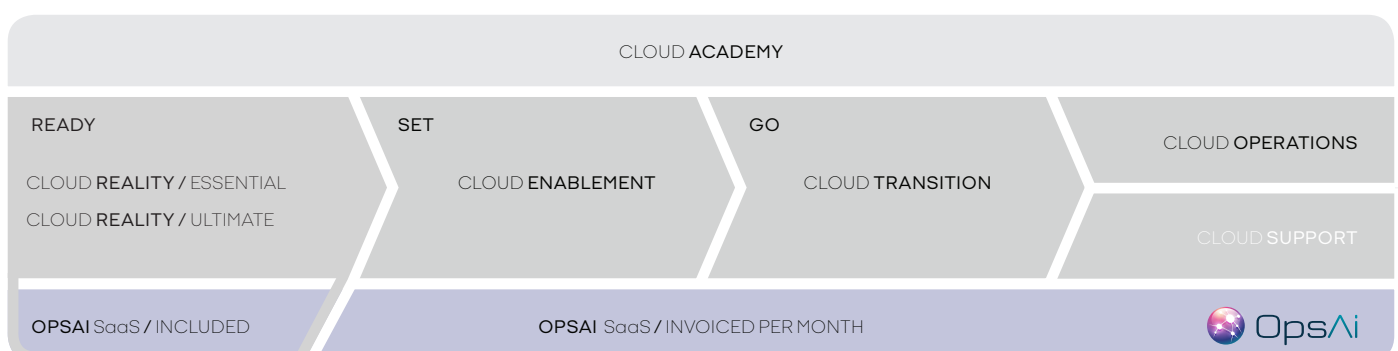 CLOUD ACADEMY
READY
CLOUD REALITY / ESSENTIAL
CLOUD REALITY / ULTIMATE
SET
CLOUD ENABLEMENT
GO
CLOUD TRANSITION
CLOUD OPERATIONS
CLOUD SUPPORT
OPSAI SaaS / INCLUDED
OPSAI SaaS / INVOICED PER MONTH
OpsAi